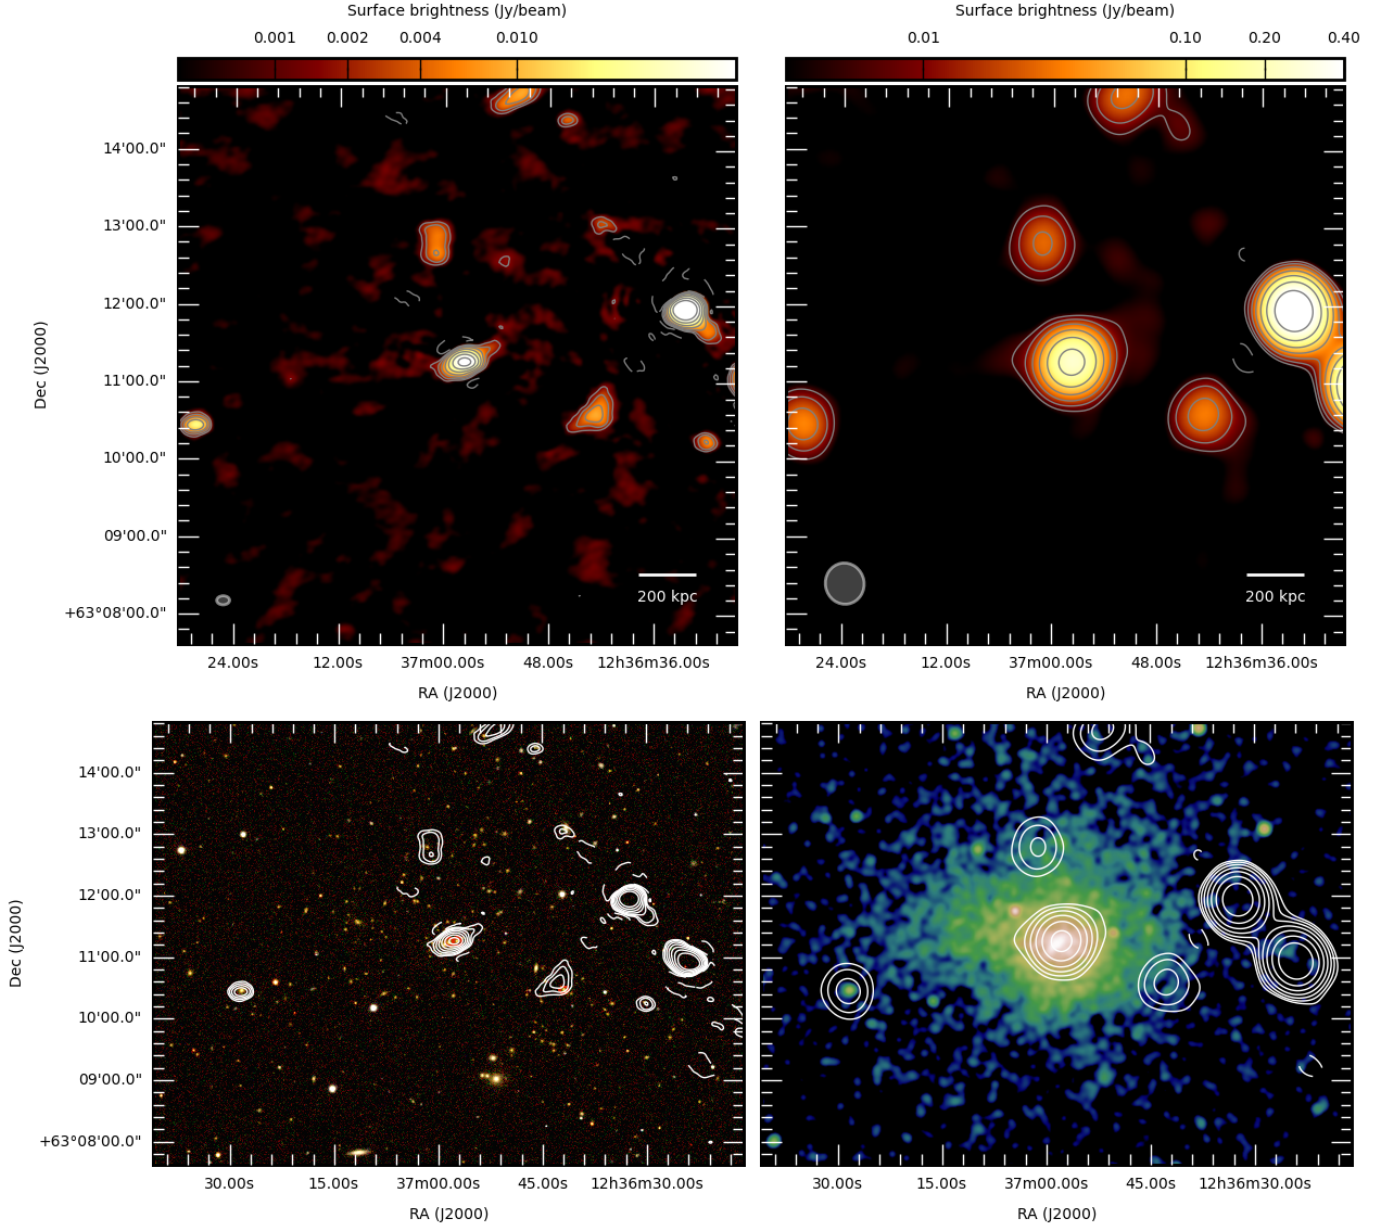 Surface brightness (Jy/beam)
Surface brightness (Jy/beam)
0.001 0.002 0.004 0.010
0.01 0.10 0.20 0.40
14'00.0"
13'00.0"
12'00.0"
11'00.0"
10'00.0"
09'00.0"
+63°08'00.0"
Dec (J2000)
200 kpc
200 kpc
24.00s 12.00s 37m00.00s 48.00s 12h36m36.00s
24.00s 12.00s 37m00.00s 48.00s 12h36m36.00s
RA (J2000)
RA (J2000)
14'00.0"
13'00.0"
12'00.0"
11'00.0"
10'00.0"
09'00.0"
+63°08'00.0"
Dec (J2000)
30.00s 15.00s 37m00.00s 45.00s 12h36m30.00s
30.00s 15.00s 37m00.00s 45.00s 12h36m30.00s
RA (J2000)
RA (J2000)